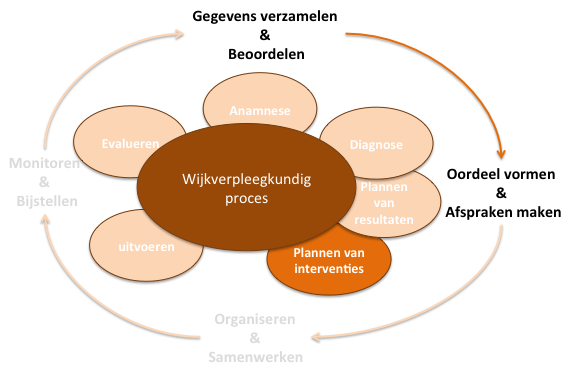 Gegevens verzamelen
&
Beoordelen
Anamnese
Evalueren
Diagnose
Monitoren
&
Bijstellen
Wijkverpleegkundig
proces
Plannen
van
resultaten
Oordeel vormen
&
Afspraken maken
uitvoeren
Plannen van
interventies
Organiseren
&
Samenwerken